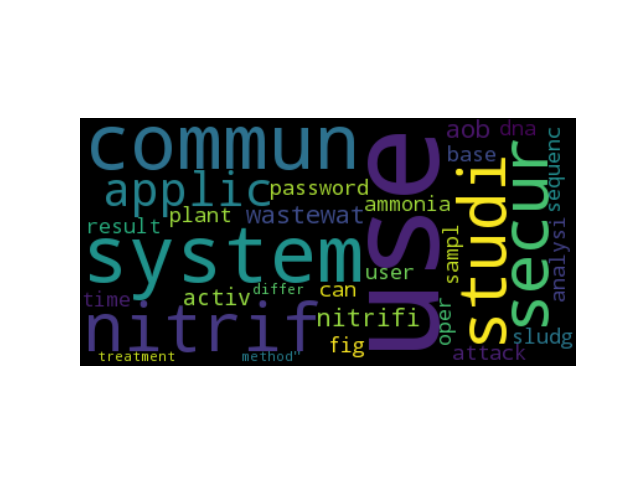 commun
use
aob
dna
base
studi
secur
sequenc
applic
password
ammonia
plant
wastewat
result
system
user
sampl
analysi
differ
can
time
activ
nitrif
nitrifi
oper
fig
sludg
attack
treatment
method"